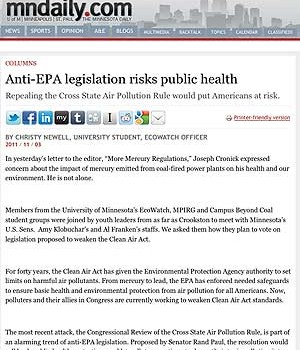 mndaily.com
U of M | MINNEAPOLIS | ST. PAUL THE MINNESOTA DAILY
NEWS SPORTS OPINION A&E BLOGS MULTIMEDIA BACKTALK TOPICS CALENDAR CLASSIFIEDS
COLUMNS
Anti-EPA legislation risks public health
Repealing the Cross State Air Pollution Rule would put Americans at risk.
Printer-friendly version
BY CHRISTY NEWELL, UNIVERSITY STUDENT, ECOWATCH OFFICER
2011 / 11 / 03
In yesterday's letter to the editor, "More Mercury Regulations," Joseph Cronick expressed
concern about the impact of mercury emitted from coal-fired power plants on his health and our
environment. He is not alone.
Members from the University of Minnesota's EcoWatch, MPIRG and Campus Beyond Coal
student groups were joined by youth leaders from as far as Crookston to meet with Minnesota's
U.S. Sens. Amy Klobuchar's and Al Franken's staffs. We asked them how they plan to vote on
legislation proposed to weaken the Clean Air Act.
For forty years, the Clean Air Act has given the Environmental Protection Agency authority to set
limits on harmful air pollutants. From mercury to lead, the EPA has enforced needed safeguards
to ensure basic health and environmental protection from air pollution for all Americans. Now,
polluters and their allies in Congress are currently working to weaken Clean Air Act standards.
The most recent attack, the Congressional Review of the Cross State Air Pollution Rule, is part of
an alarming trend of anti-EPA legislation. Proposed by Senator Rand Paul, the resolution would